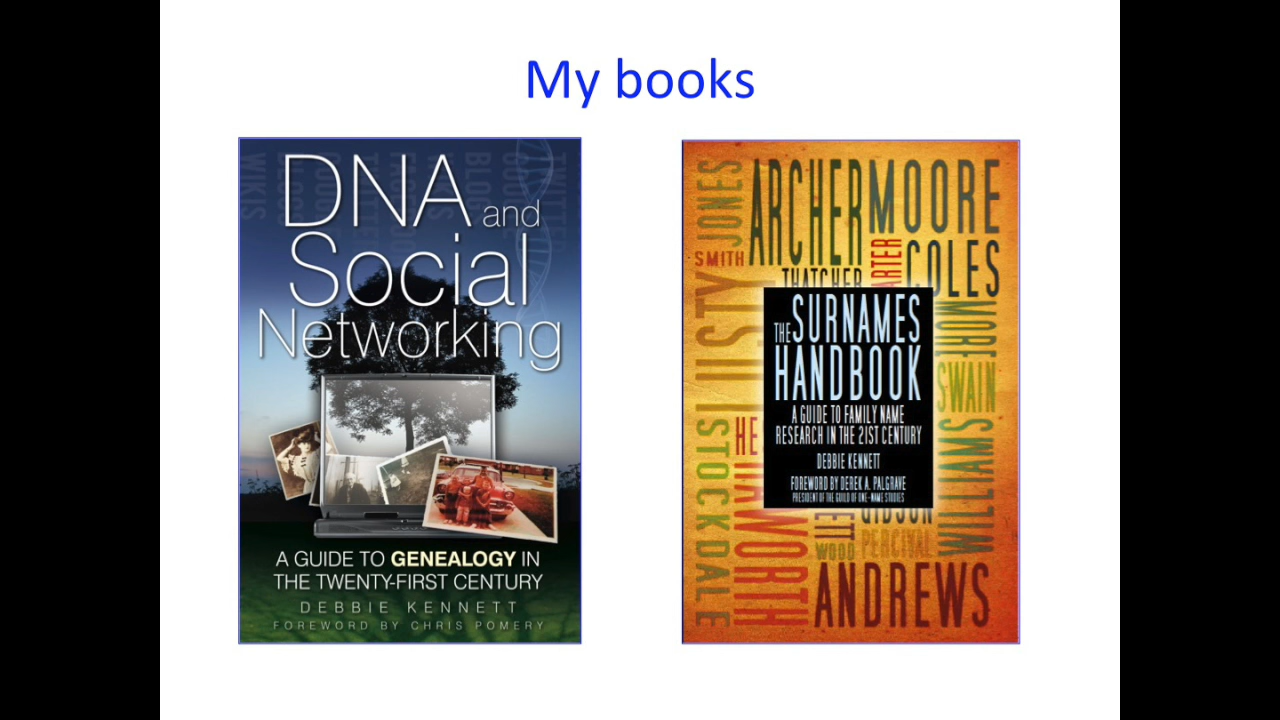 My books
DNA and
Social
Networking
A GUIDE TO GENEALOGY IN
THE TWENTY-FIRST CENTURY
DEBBIE KENNETT
FOREWORD BY CHRIS POMERY
WIKIS
JONES
ARCHER
MOORE
SMITH
THATCHER
COLES
THE SURNAMES
HANDBOOK
A GUIDE TO FAMILY NAME
RESEARCH IN THE 21ST CENTURY
DEBBIE KENNETT
FOREWORD BY DEREK A. PALGRAVE
PRESIDENT OF THE GUILD OF ONE-NAME STUDIES
SWAIN
STOCKDALE
GIBSON
WOOD
PERCIVAL
WILLIAMS
ANDREWS